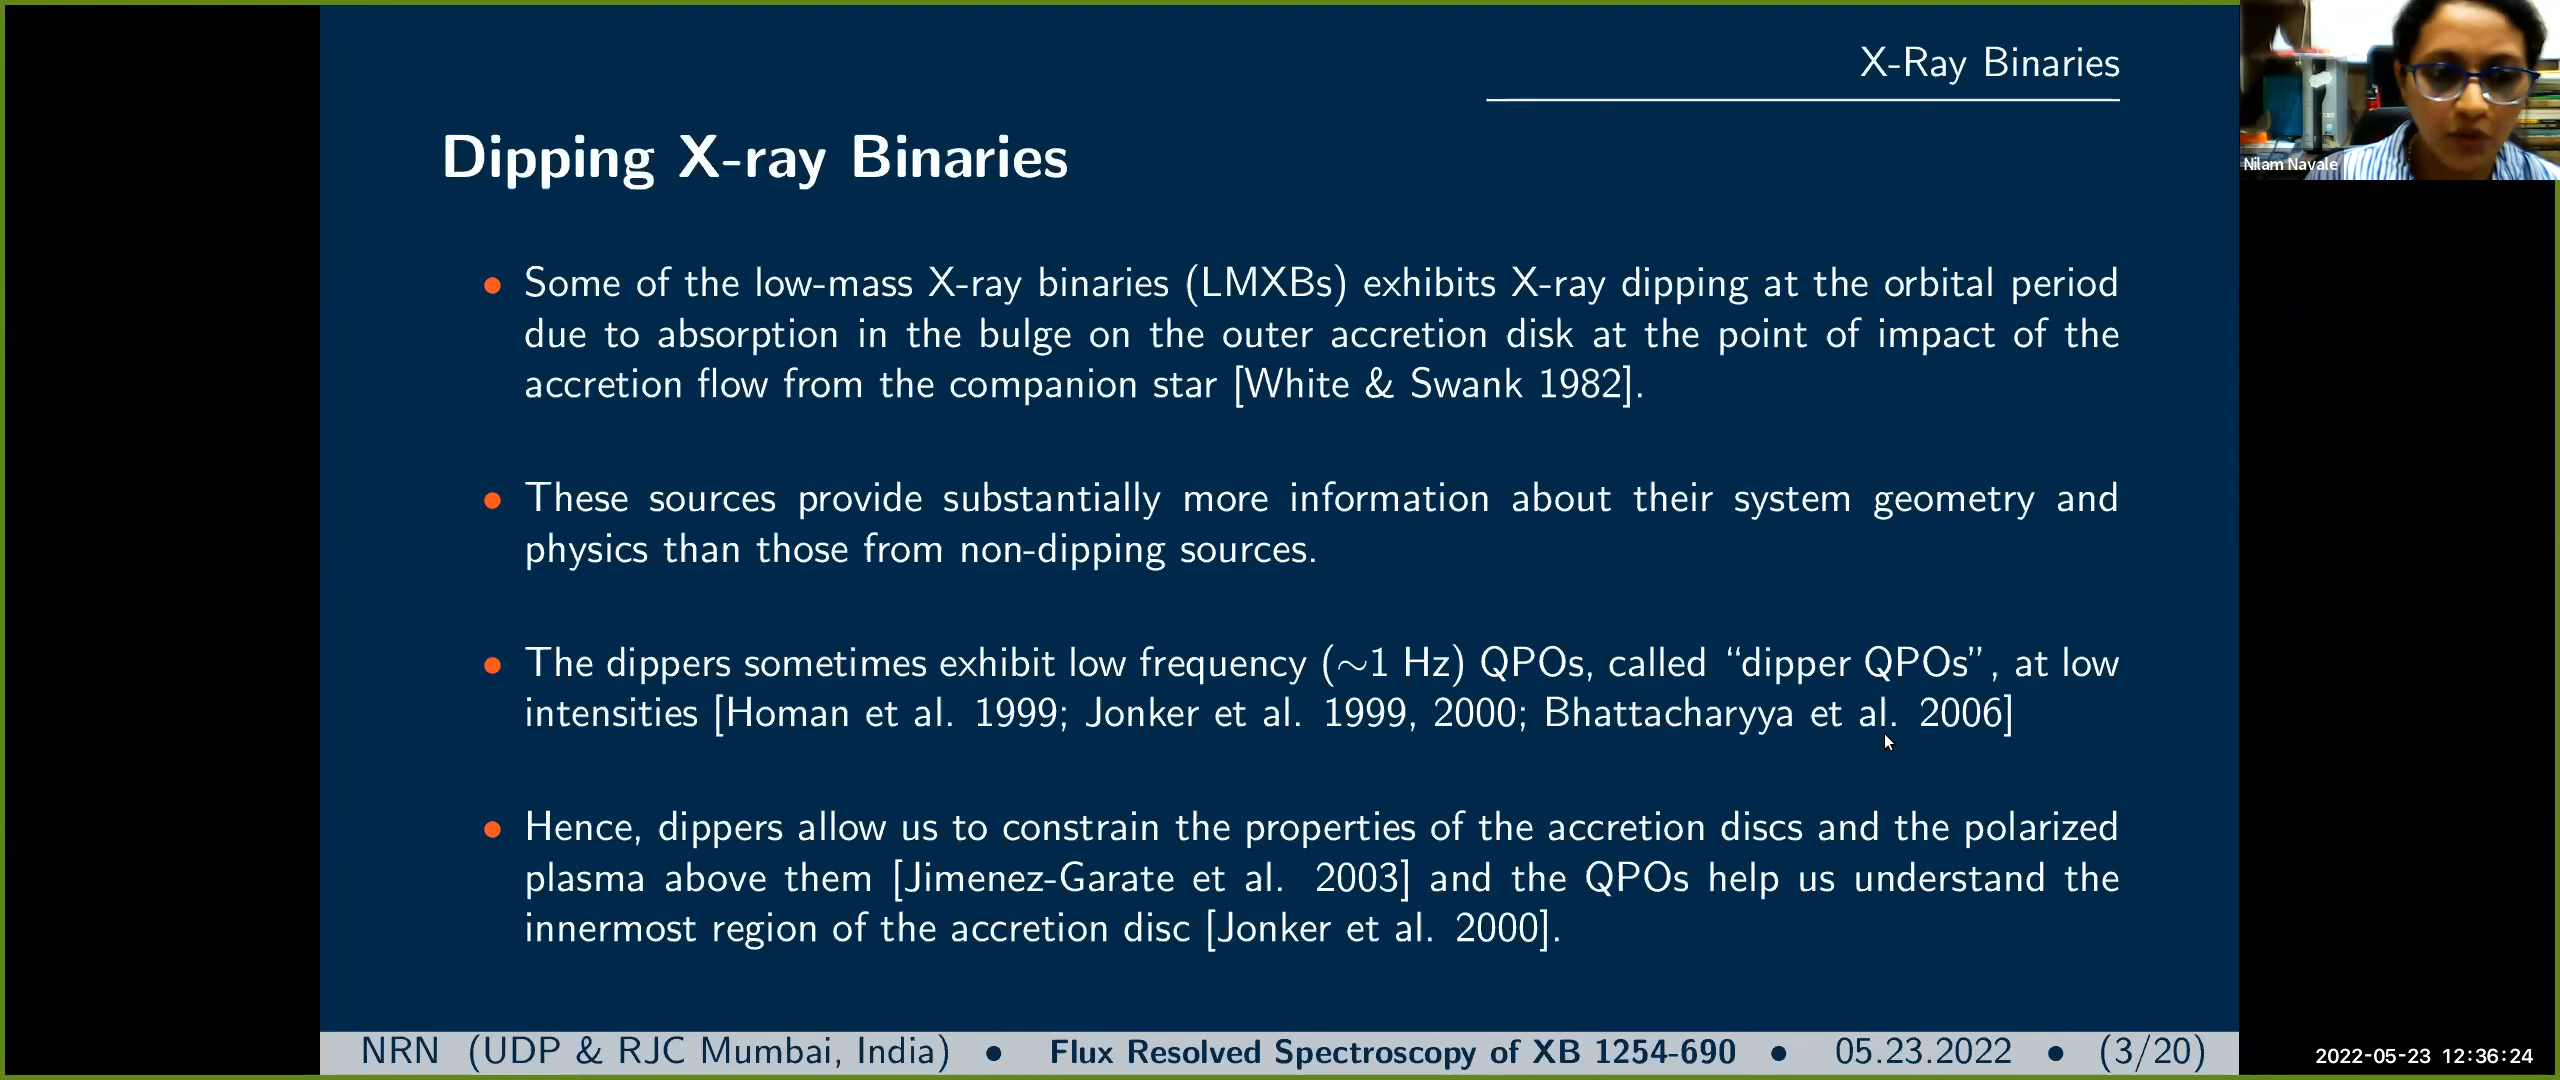 X-Ray Binaries
Dipping X-ray Binaries
Some of the low-mass X-ray binaries (LMXBs) exhibits X-ray dipping at the orbital period
due to absorption in the bulge on the outer accretion disk at the point of impact of the
accretion flow from the companion star [White & Swank 1982].
These sources provide substantially more information about their system geometry and
physics than those from non-dipping sources.
The dippers sometimes exhibit low frequency (∼1 Hz) QPOs, called “dipper QPOs”, at low
intensities [Homan et al. 1999; Jonker et al. 1999, 2000; Bhattacharyya et al. 2006]
Hence, dippers allow us to constrain the properties of the accretion discs and the polarized
plasma above them [Jimenez-Garate et al. 2003] and the QPOs help us understand the
innermost region of the accretion disc [Jonker et al. 2000].
NRN (UDP & RJC Mumbai, India) • Flux Resolved Spectroscopy of XB 1254-690 • 05.23.2022 • (3/20)
Nilam Navale
2022-05-23 12:36:24